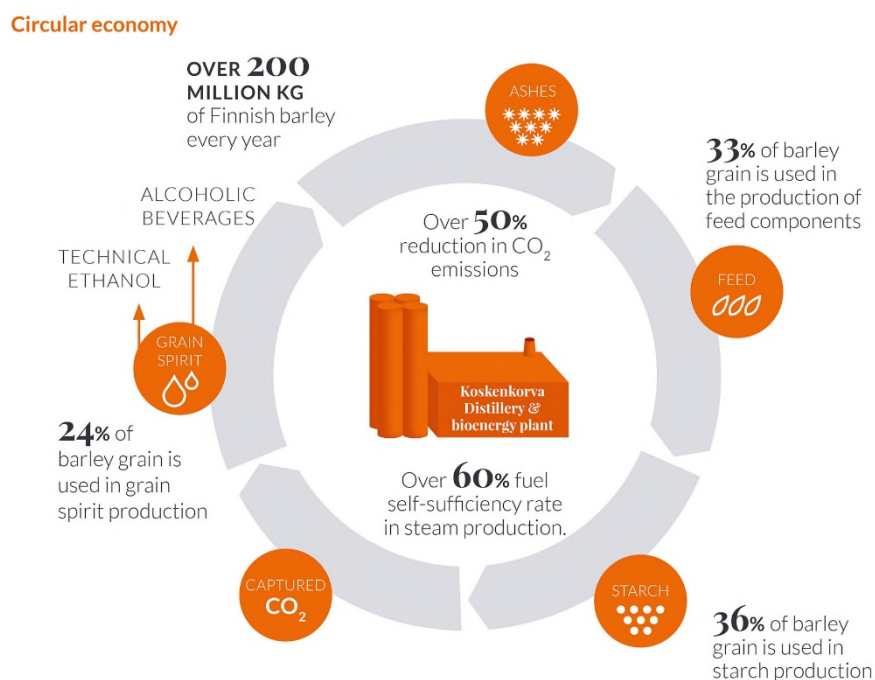 Circular economy
OVER 200
MILLION KG
of Finnish barley
every year
ASHES
33% of barley
grain is used in
the production of
feed components
FEED
ALCOHOLIC
BEVERAGES
TECHNICAL
ETHANOL
GRAIN
SPIRIT
24% of
barley grain is
used in grain
spirit production
Over 50%
reduction in CO₂
emissions
Koskenkorva
Distillery &
bioenergy plant
Over 60% fuel
self-sufficiency rate
in steam production.
CAPTURED
CO₂
STARCH
36% of barley
grain is used in
starch production